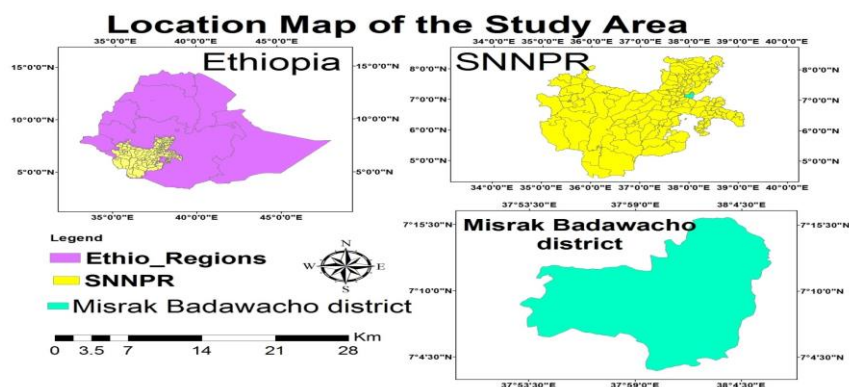 Location Map of the Study Area
35°0'0"E 40°0'0"E 45°0'0"E
Ethiopia
15°0'0"N 15°0'0"N
10°0'0"N 10°0'0"N
5°0'0"N 5°0'0"N
35°0'0"E 40°0'0"E 45°0'0"E
34°0'0"E 35°0'0"E 36°0'0"E 37°0'0"E 38°0'0"E 39°0'0"E 40°0'0"E
SNNPR
8°0'0"N 8°0'0"N
7°0'0"N 7°0'0"N
6°0'0"N 6°0'0"N
5°0'0"N 5°0'0"N
34°0'0"E 35°0'0"E 36°0'0"E 37°0'0"E 38°0'0"E 39°0'0"E 40°0'0"E
Legend
Ethio_Regions
SNNPR
Misrak Badawacho district
N
W E
S
Km
0 2 3.5 7 14 21 28
37°53'30"E 37°59'0"E 38°4'30"E
Misrak Badawacho
district
7°15'30"N 7°15'30"N
7°10'0"N 7°10'0"N
7°4'30"N 7°4'30"N
37°53'30"E 37°59'0"E 38°4'30"E